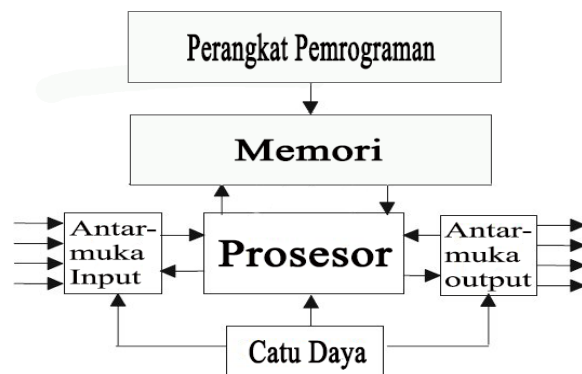 Perangkat Pemrograman
Memori
Antar-
muka
Input
Prosesor
Antar-
muka
output
Catu Daya